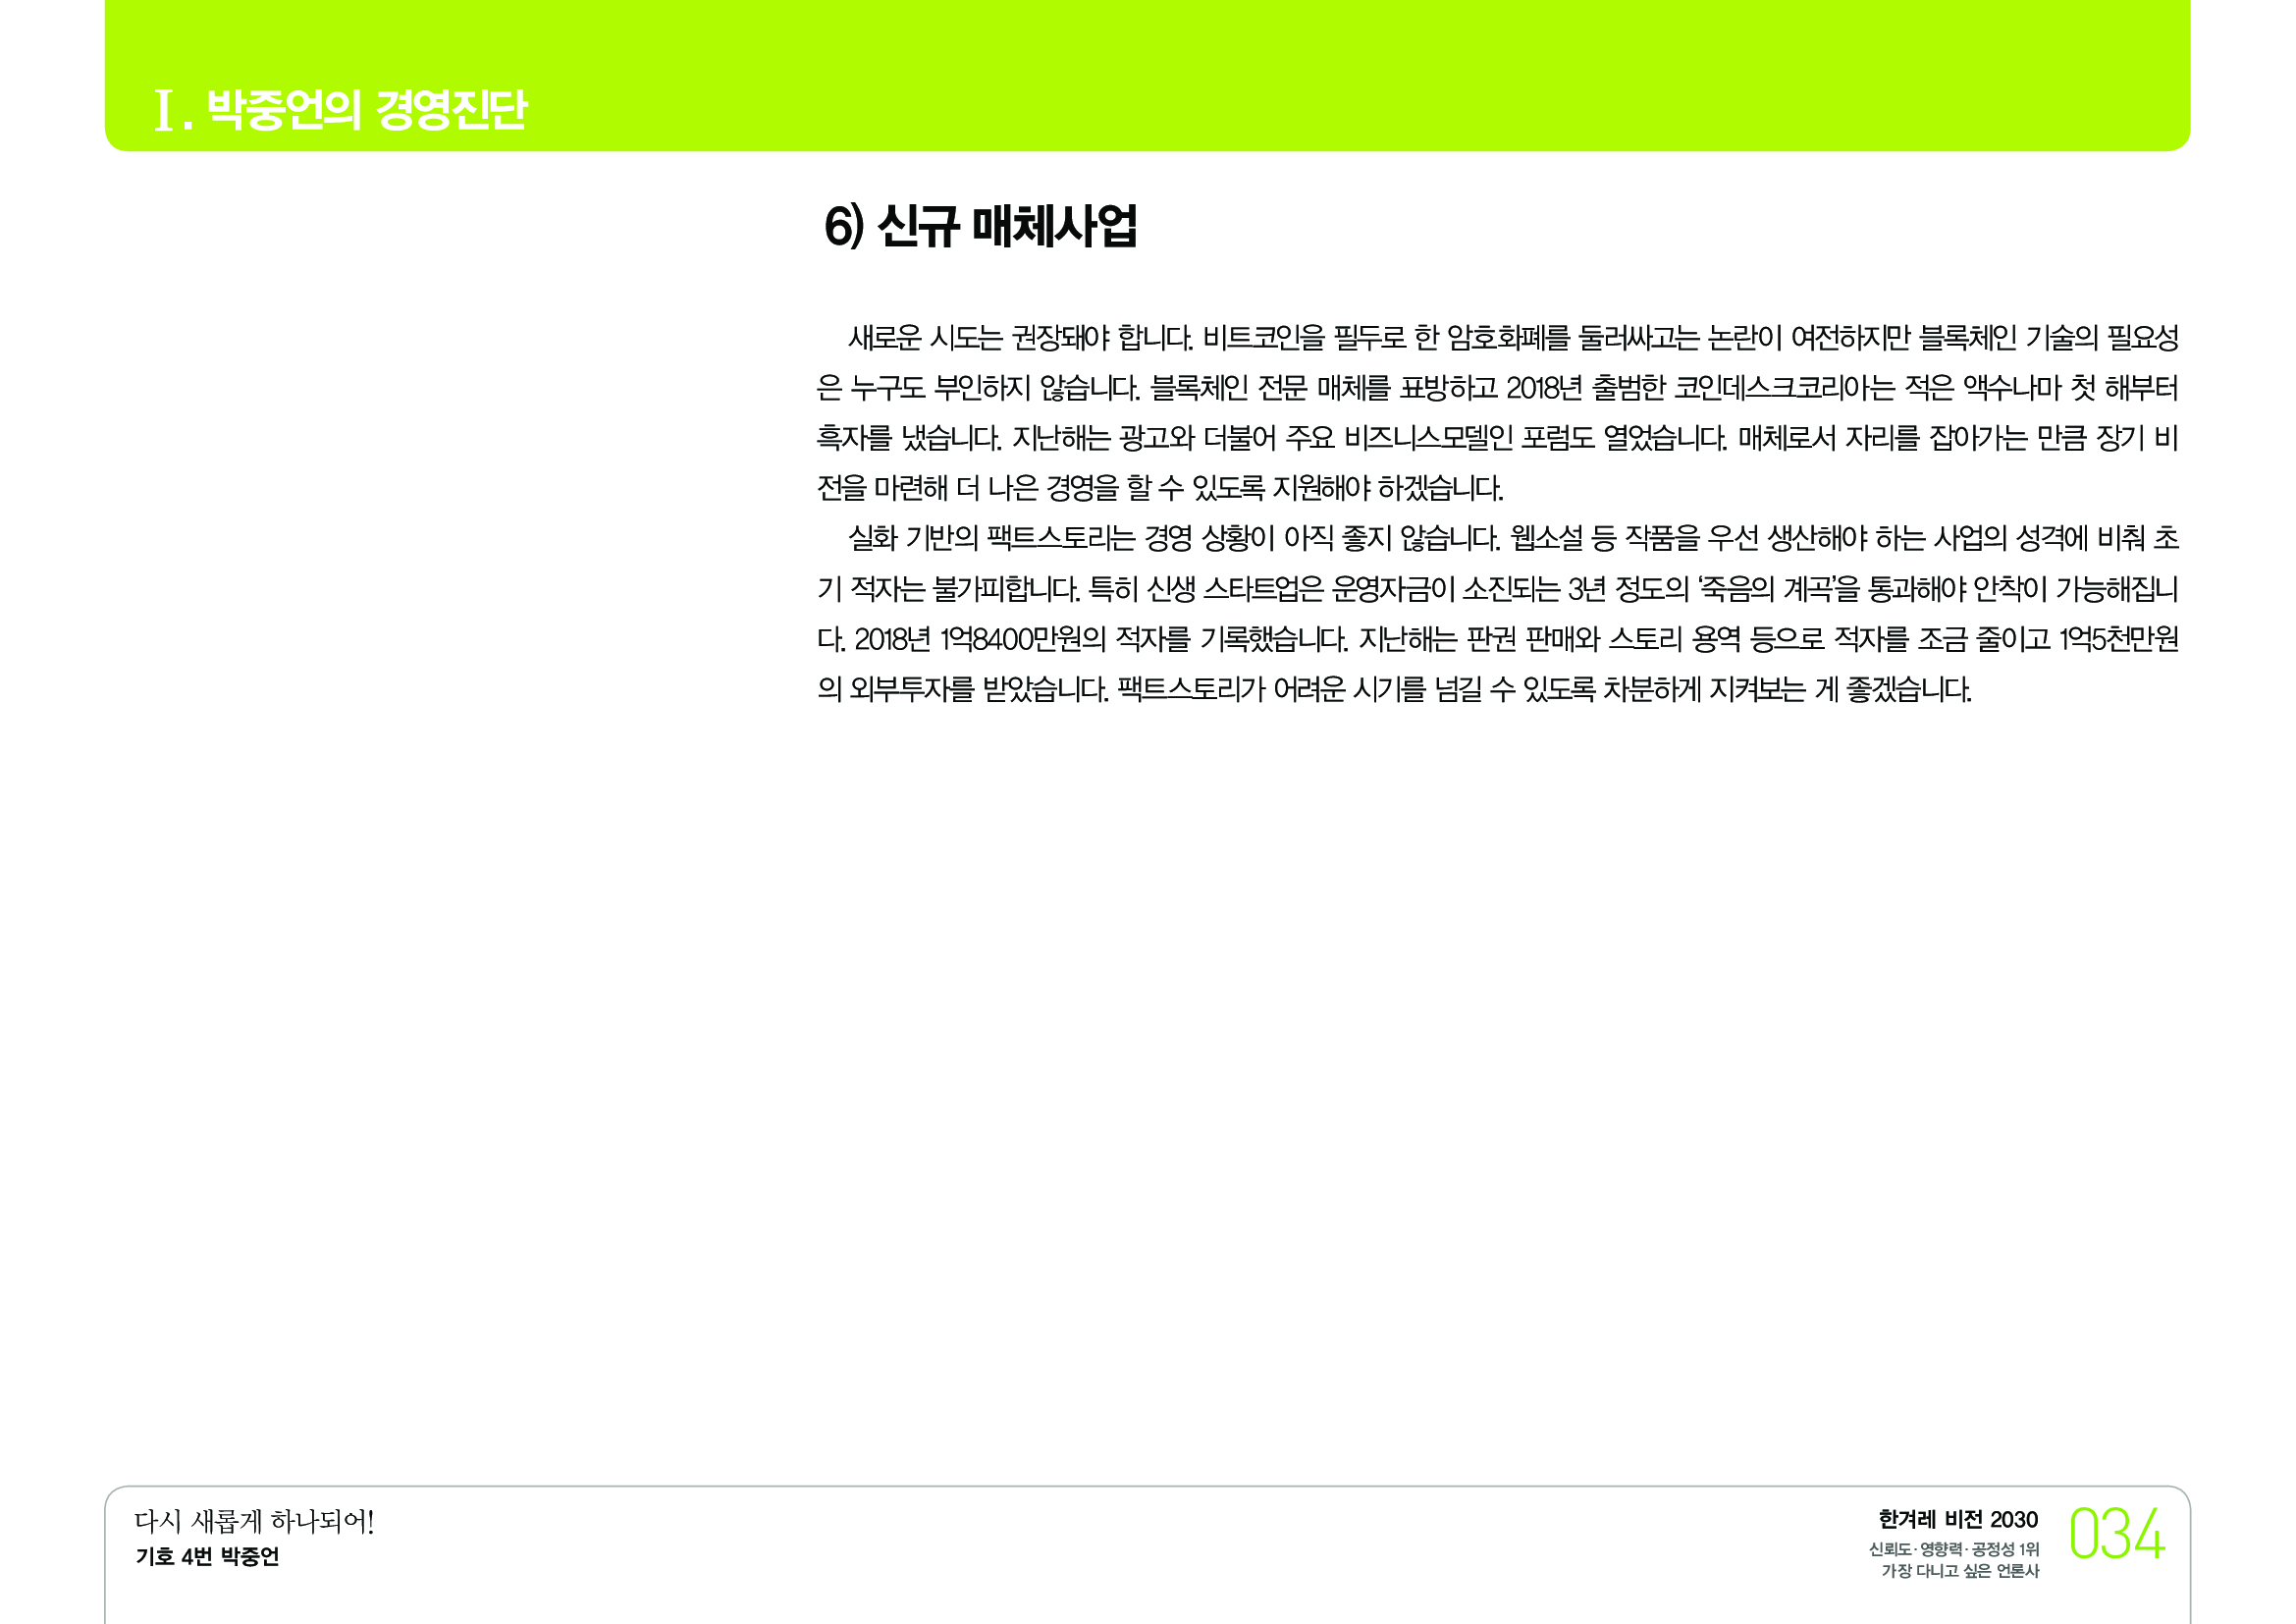 Ⅰ. 박중언의 경영진단
6) 신규 매체사업
새로운 시도는 권장돼야 합니다. 비트코인을 필두로 한 암호화폐를 둘러싸고는 논란이 여전하지만 블록체인 기술의 필요성
은 누구도 부인하지 않습니다. 블록체인 전문 매체를 표방하고 2018년 출범한 코인데스크코리아는 적은 액수나마 첫 해부터
흑자를 냈습니다. 지난해는 광고와 더불어 주요 비즈니스모델인 포럼도 열었습니다. 매체로서 자리를 잡아가는 만큼 장기 비
전을 마련해 더 나은 경영을 할 수 있도록 지원해야 하겠습니다.
실화 기반의 팩트스토리는 경영 상황이 아직 좋지 않습니다. 웹소설 등 작품을 우선 생산해야 하는 사업의 성격에 비춰 초
기 적자는 불가피합니다. 특히 신생 스타트업은 운영자금이 소진되는 3년 정도의 ‘죽음의 계곡’을 통과해야 안착이 가능해집니
다. 2018년 1억8400만원의 적자를 기록했습니다. 지난해는 판권 판매와 스토리 용역 등으로 적자를 조금 줄이고 1억5천만원
의 외부투자를 받았습니다. 팩트스토리가 어려운 시기를 넘길 수 있도록 차분하게 지켜보는 게 좋겠습니다.
다시 새롭게 하나되어!
기호 4번 박중언
한겨레 비전 2030
신뢰도·영향력·공정성 1위
가장 다니고 싶은 언론사
034